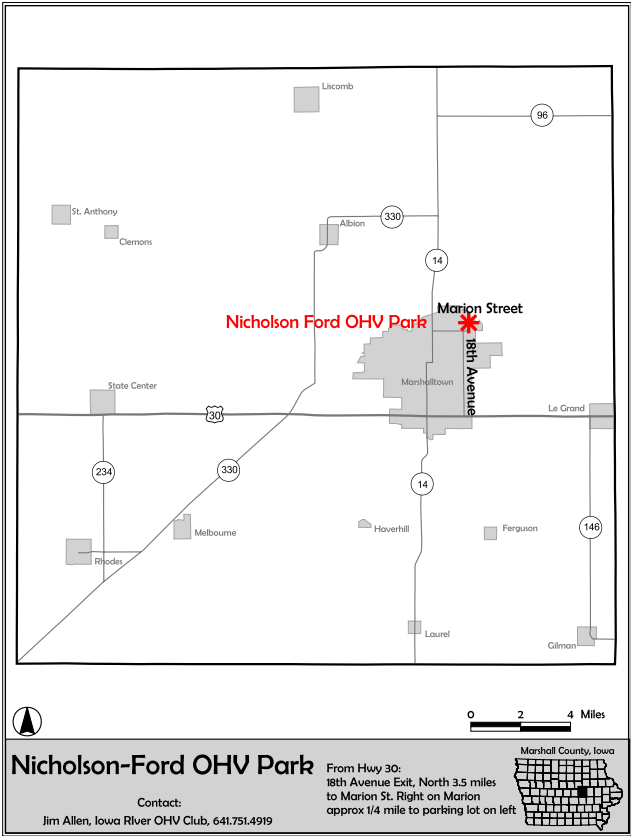 Liscomb
96
St. Anthony
330
Albion
Clemons
14
Marion Street
Nicholson Ford OHV Park
18th Avenue
Marshalltown
State Center
Le Grand
30
234
330
14
146
Melbourne
Haverhill
Ferguson
Rhodes
Laurel
Gilman
0 2 4 Miles
Nicholson-Ford OHV Park
Contact:
Jim Allen, Iowa RIver OHV Club, 641.751.4919
From Hwy 30:
18th Avenue Exit, North 3.5 miles
to Marion St. Right on Marion
approx 1/4 mile to parking lot on left
Marshall County, Iowa